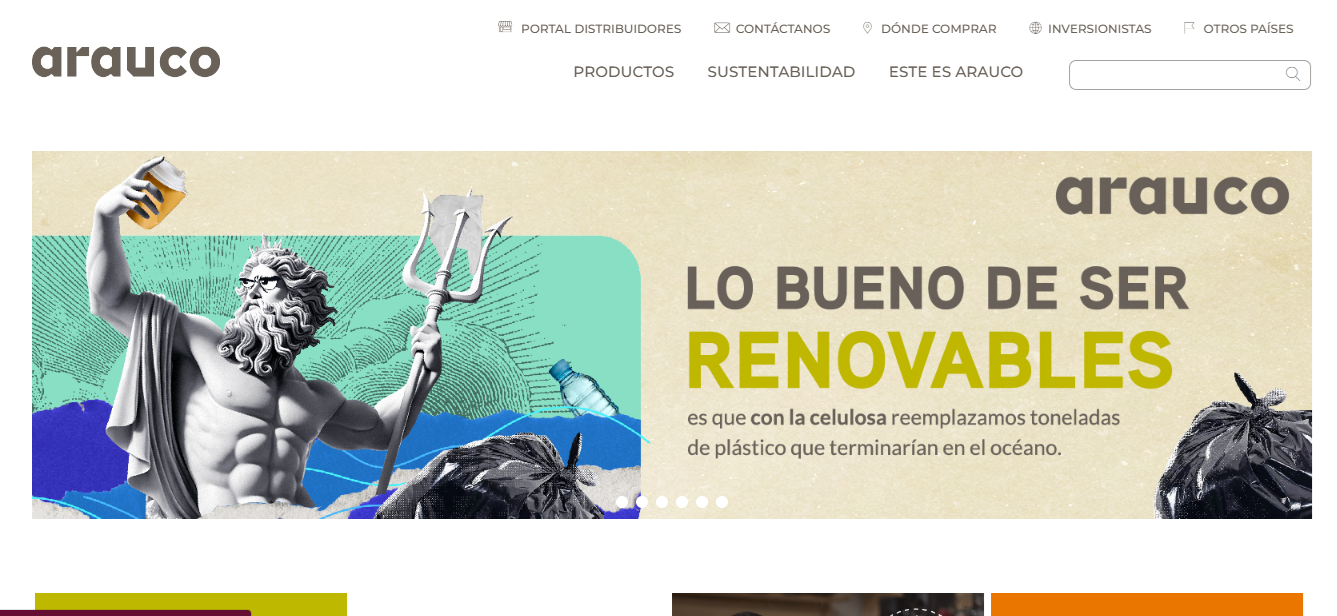 PORTAL DISTRIBUIDORES CONTÁCTANOS DÓNDE COMPRAR INVERSIONISTAS OTROS PAÍSES
arauco
PRODUCTOS SUSTENTABILIDAD ESTE ES ARAUCO
arauco
LO BUENO DE SER
RENOVABLES
es que con la celulosa reemplazamos toneladas
de plástico que terminarían en el océano.